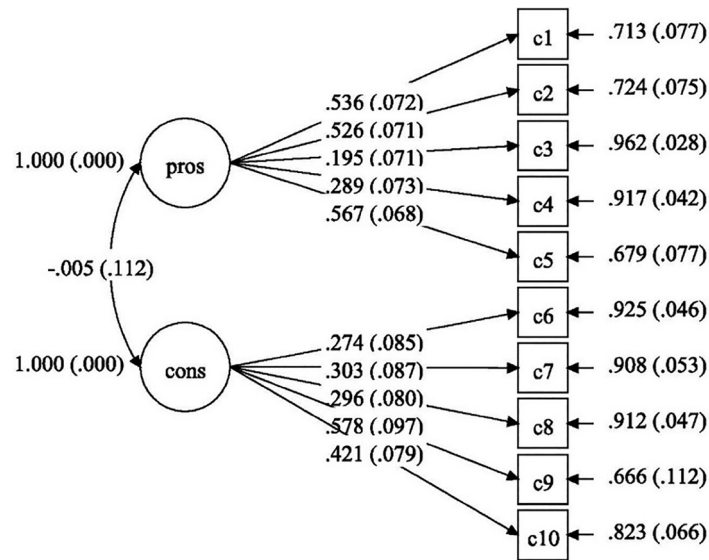 c1 .713 (.077)
c2 .724 (.075)
.536 (.072)
.526 (.071)
c3 .962 (.028)
1.000 (.000) pros .195 (.071)
.289 (.073)
c4 .917 (.042)
.567 (.068)
c5 .679 (.077)
-.005 (.112)
c6 .925 (.046)
.274 (.085)
1.000 (.000) cons .303 (.087) c7 .908 (.053)
.296 (.080)
c8 .912 (.047)
.578 (.097)
.421 (.079)
c9 .666 (.112)
c10 .823 (.066)